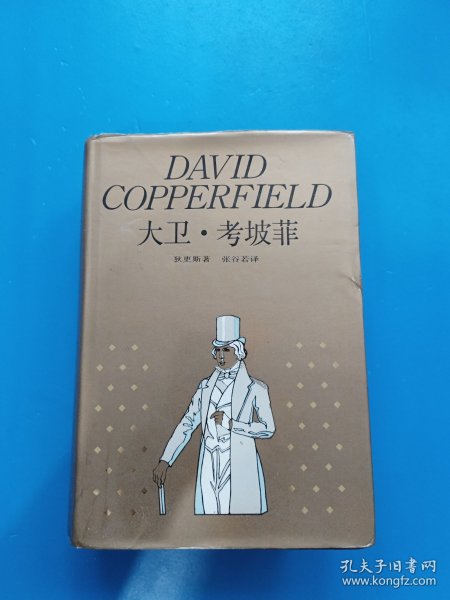 DAVID
COPPERFIELD
大卫·考坡菲
狄更斯著 张谷若译
孔夫子旧书网
www.kongfz.com